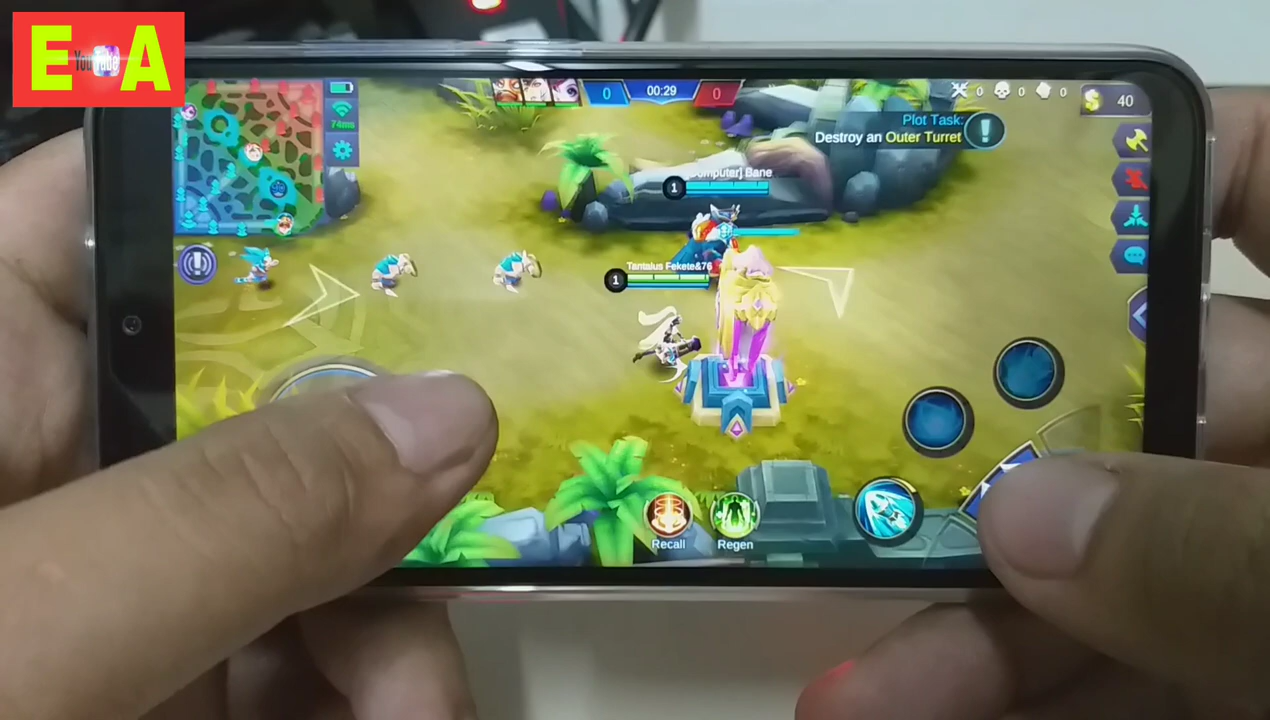 E
YouTube
A
74ms
0
00:29
0
0
0
0
40
Plot Task:
Destroy an Outer Turret
1
[Computer] Bane
1
Tantalus Fekete&76
Recall
Regen